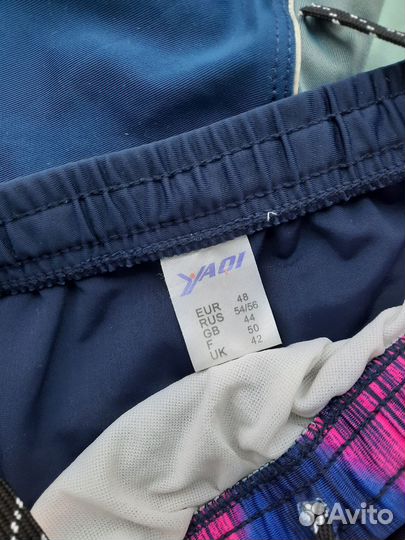 YAQI
EUR 48
RUS 54/56
GB 44
F 50
UK 42
Avito